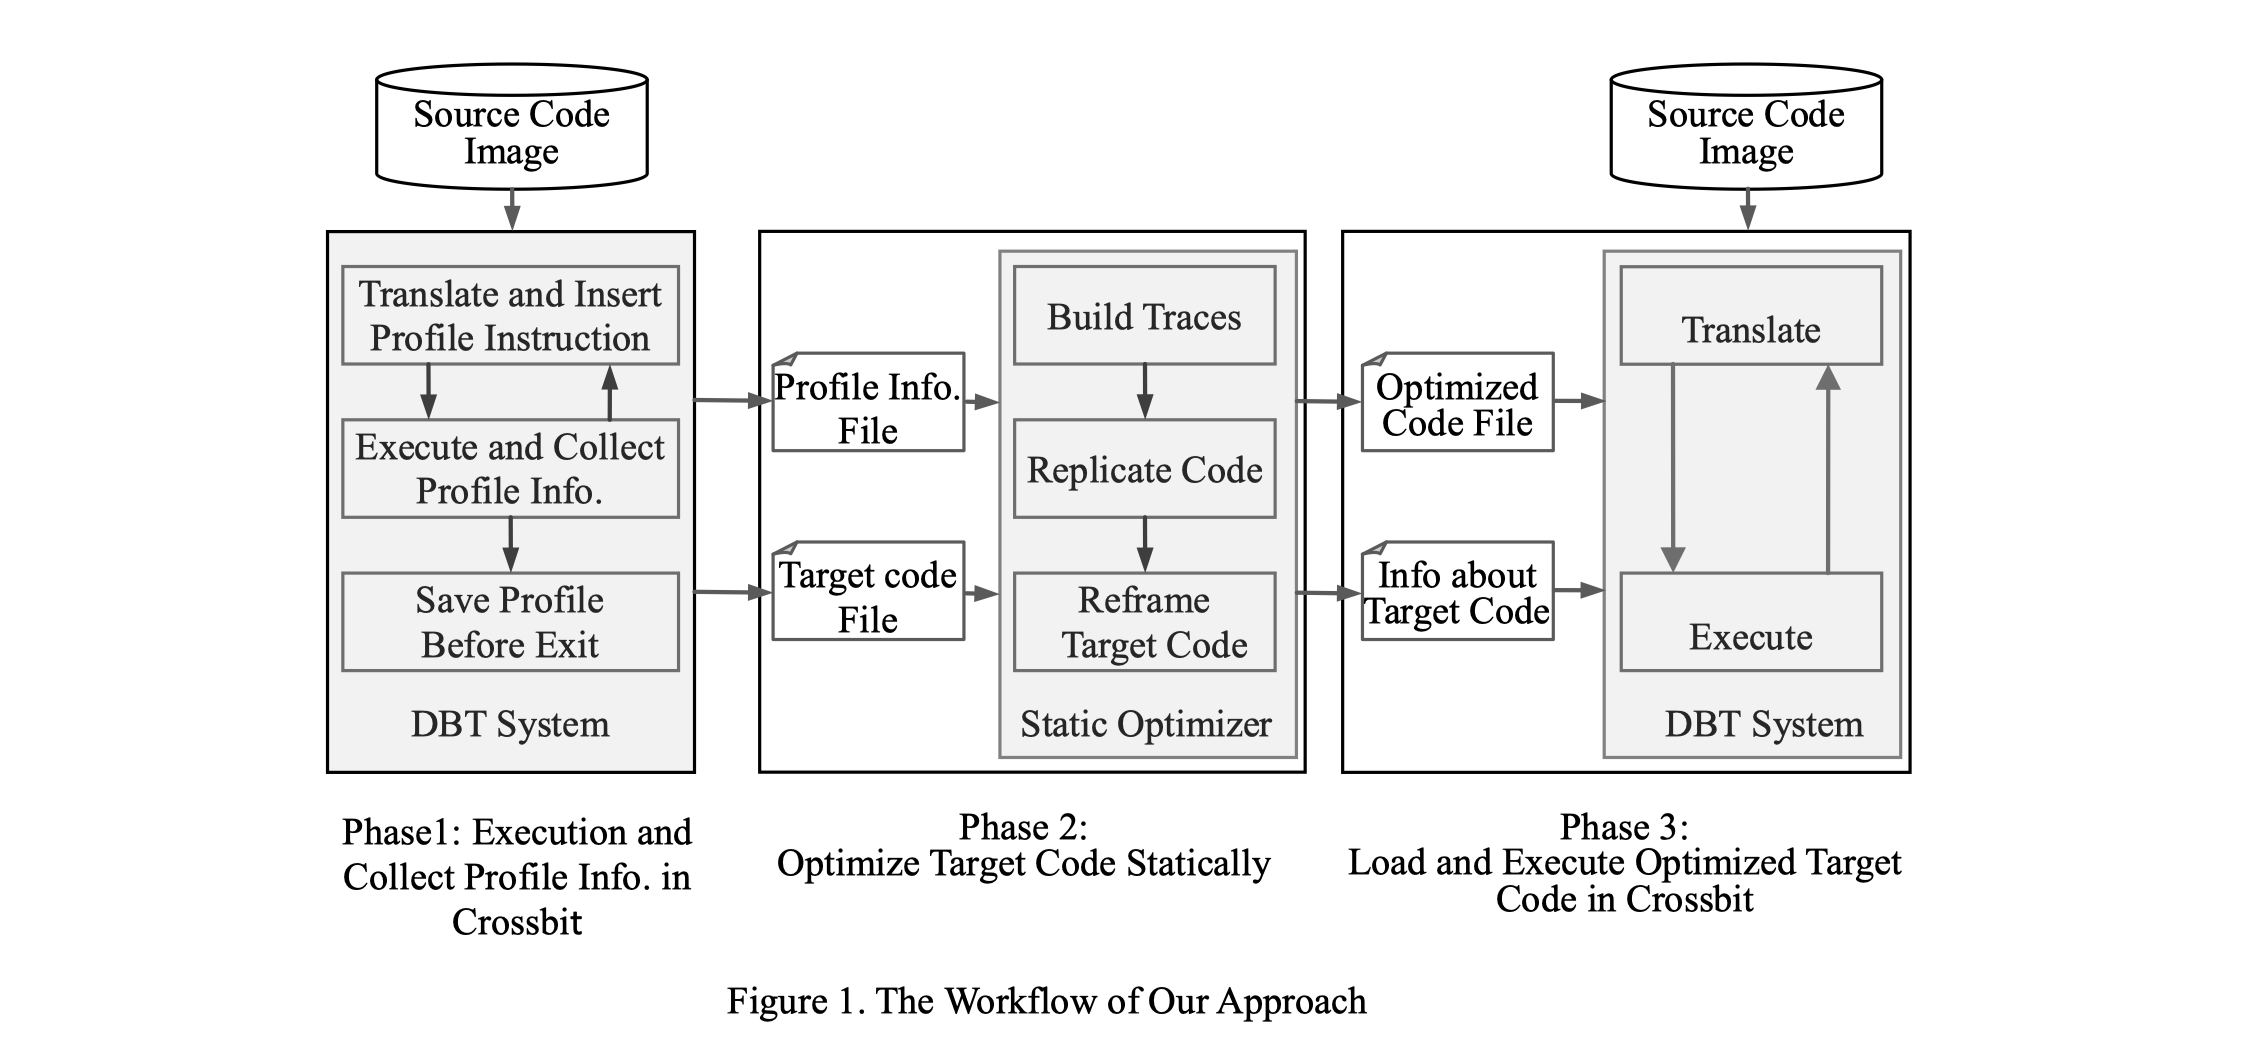 Source Code
Image
Translate and Insert
Profile Instruction
Execute and Collect
Profile Info.
Save Profile
Before Exit
DBT System
Phase1: Execution and
Collect Profile Info. in
Crossbit
Profile Info.
File
Target code
File
Build Traces
Replicate Code
Reframe
Target Code
Static Optimizer
Phase 2:
Optimize Target Code Statically
Source Code
Image
Optimized
Code File
Info about
Target Code
Translate
Execute
DBT System
Phase 3:
Load and Execute Optimized Target
Code in Crossbit
Figure 1. The Workflow of Our Approach